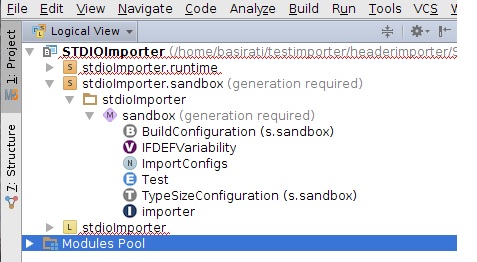 File Edit View Navigate Code Analyze Build Run Tools VCS
Logical View
1: Project
7: Structure
STDIOImporter (/home/basirati/testimporter/headerimporter/S
stdioImporter.runtime
S stdioImporter.sandbox (generation required)
stdioImporter
M sandbox (generation required)
B BuildConfiguration (s.sandbox)
V IFDEFVariability
N ImportConfigs
E Test
T TypeSizeConfiguration (s.sandbox)
I importer
L stdioImporter
Modules Pool